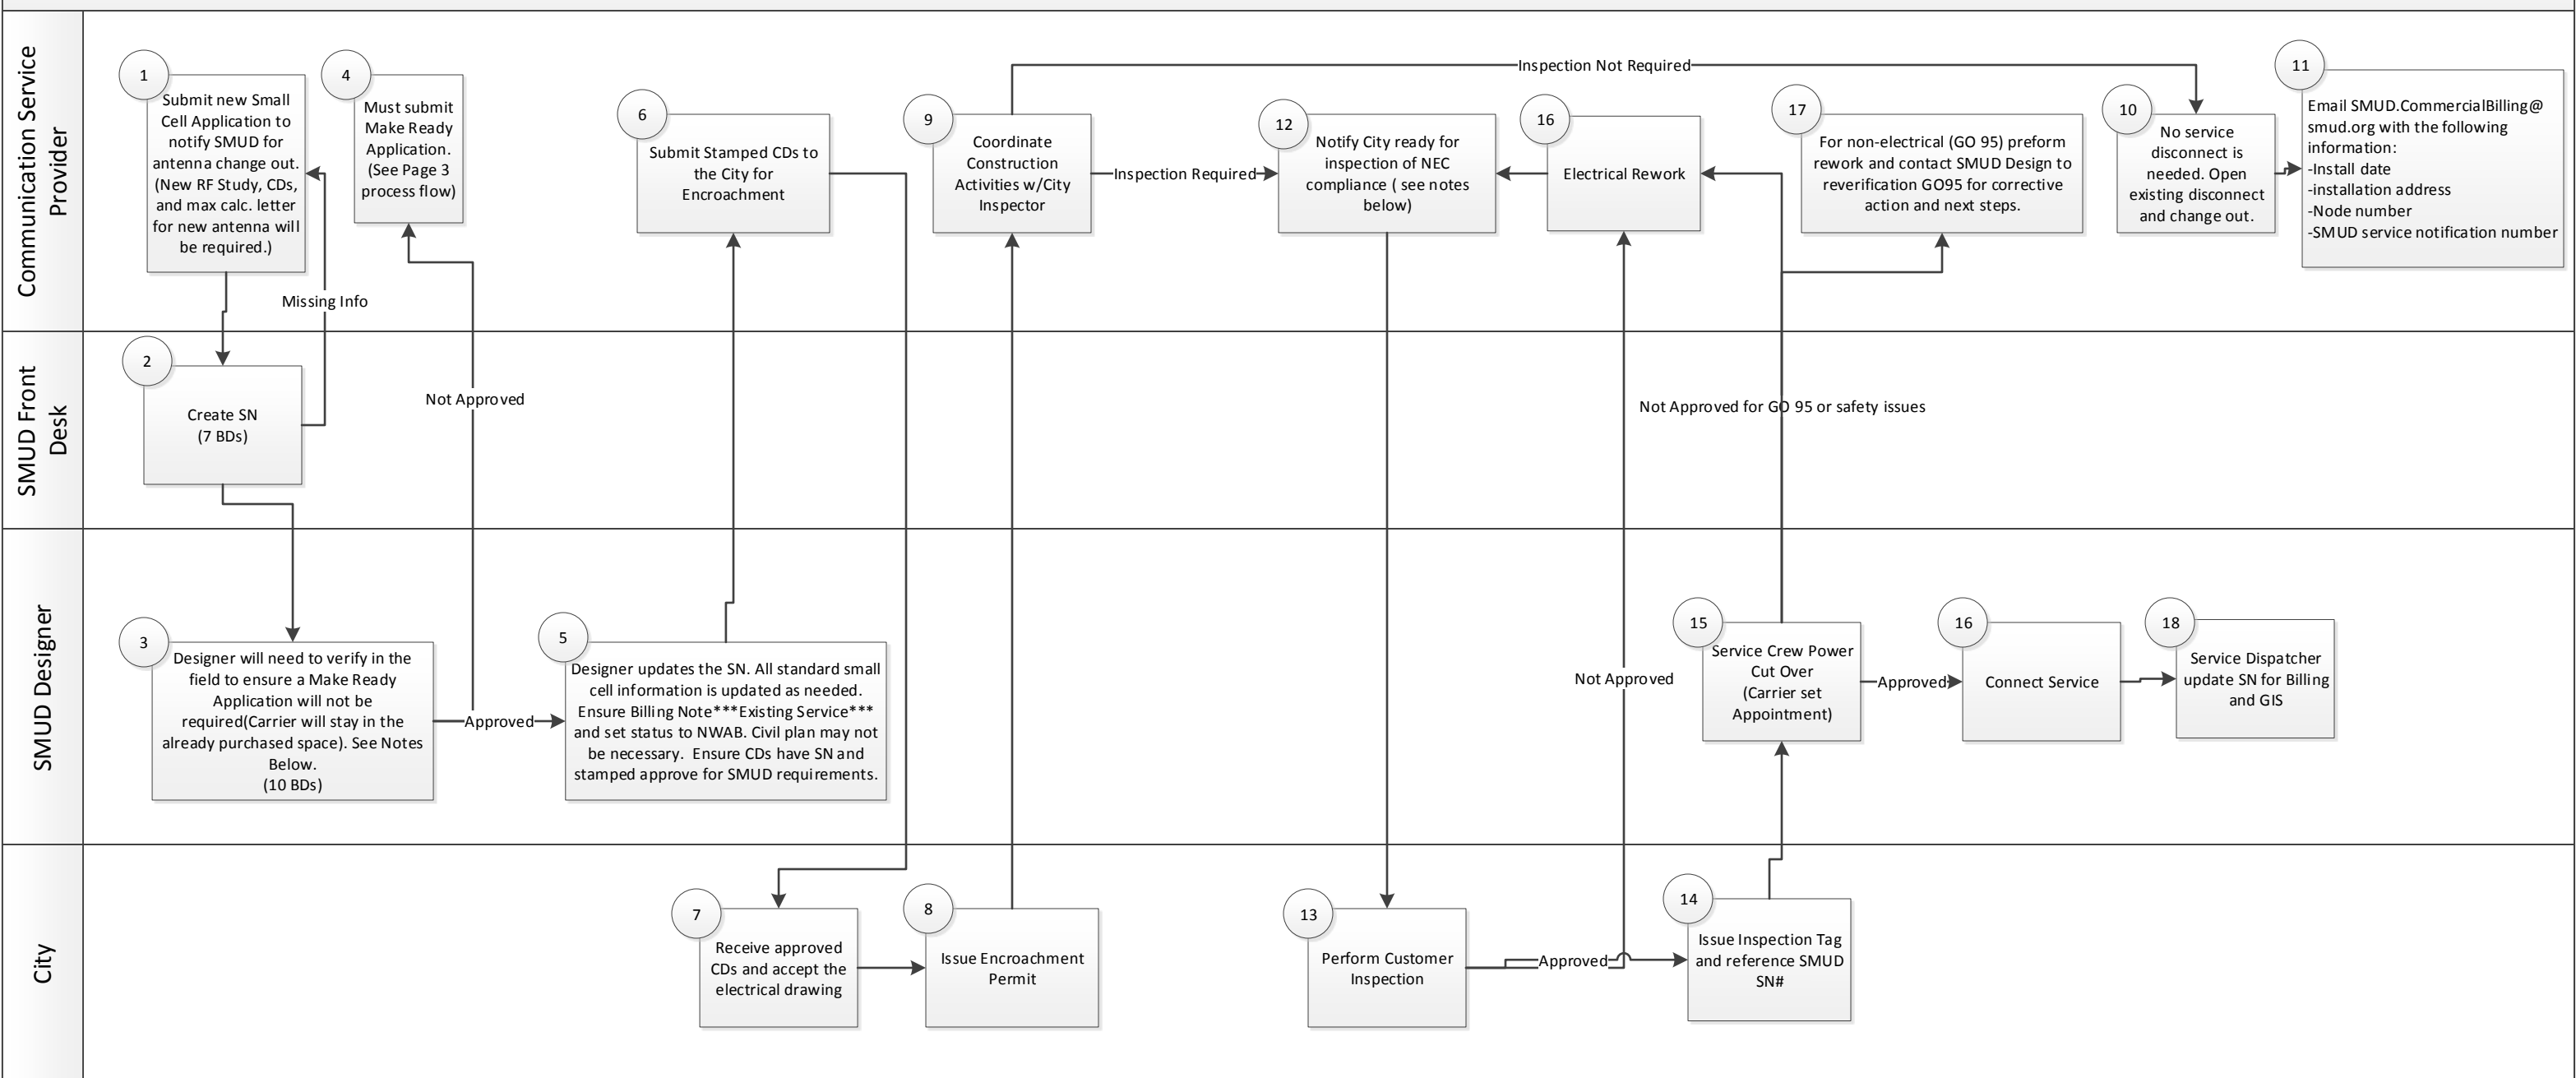 Communication Service
Provider
1
Submit new Small
Cell Application to
notify SMUD for
antenna change out.
(New RF Study, CDs,
and max calc. letter
for new antenna will
be required.)
4
Must submit
Make Ready
Application.
(See Page 3
process flow)
6
Submit Stamped CDs to
the City for
Encroachment
9
Coordinate
Construction
Activities w/City
Inspector
Inspection Not Required
Inspection Required
12
Notify City ready for
inspection of NEC
compliance ( see notes
below)
16
Electrical Rework
17
For non-electrical (GO 95) preform
rework and contact SMUD Design to
reverification GO95 for corrective
action and next steps.
10
No service
disconnect is
needed. Open
existing disconnect
and change out.
11
Email SMUD.CommercialBilling@
smud.org with the following
information:
-Install date
-installation address
-Node number
-SMUD service notification number
Missing Info
SMUD Front
Desk
2
Create SN
(7 BDs)
Not Approved
Not Approved for GO 95 or safety issues
SMUD Designer
3
Designer will need to verify in the
field to ensure a Make Ready
Application will not be
required(Carrier will stay in the
already purchased space). See Notes
Below.
(10 BDs)
Approved
5
Designer updates the SN. All standard small
cell information is updated as needed.
Ensure Billing Note***Existing Service***
and set status to NWAB. Civil plan may not
be necessary. Ensure CDs have SN and
stamped approve for SMUD requirements.
Not Approved
15
Service Crew Power
Cut Over
(Carrier set
Appointment)
Approved
16
Connect Service
18
Service Dispatcher
update SN for Billing
and GIS
City
7
Receive approved
CDs and accept the
electrical drawing
8
Issue Encroachment
Permit
13
Perform Customer
Inspection
Approved
14
Issue Inspection Tag
and reference SMUD
SN#